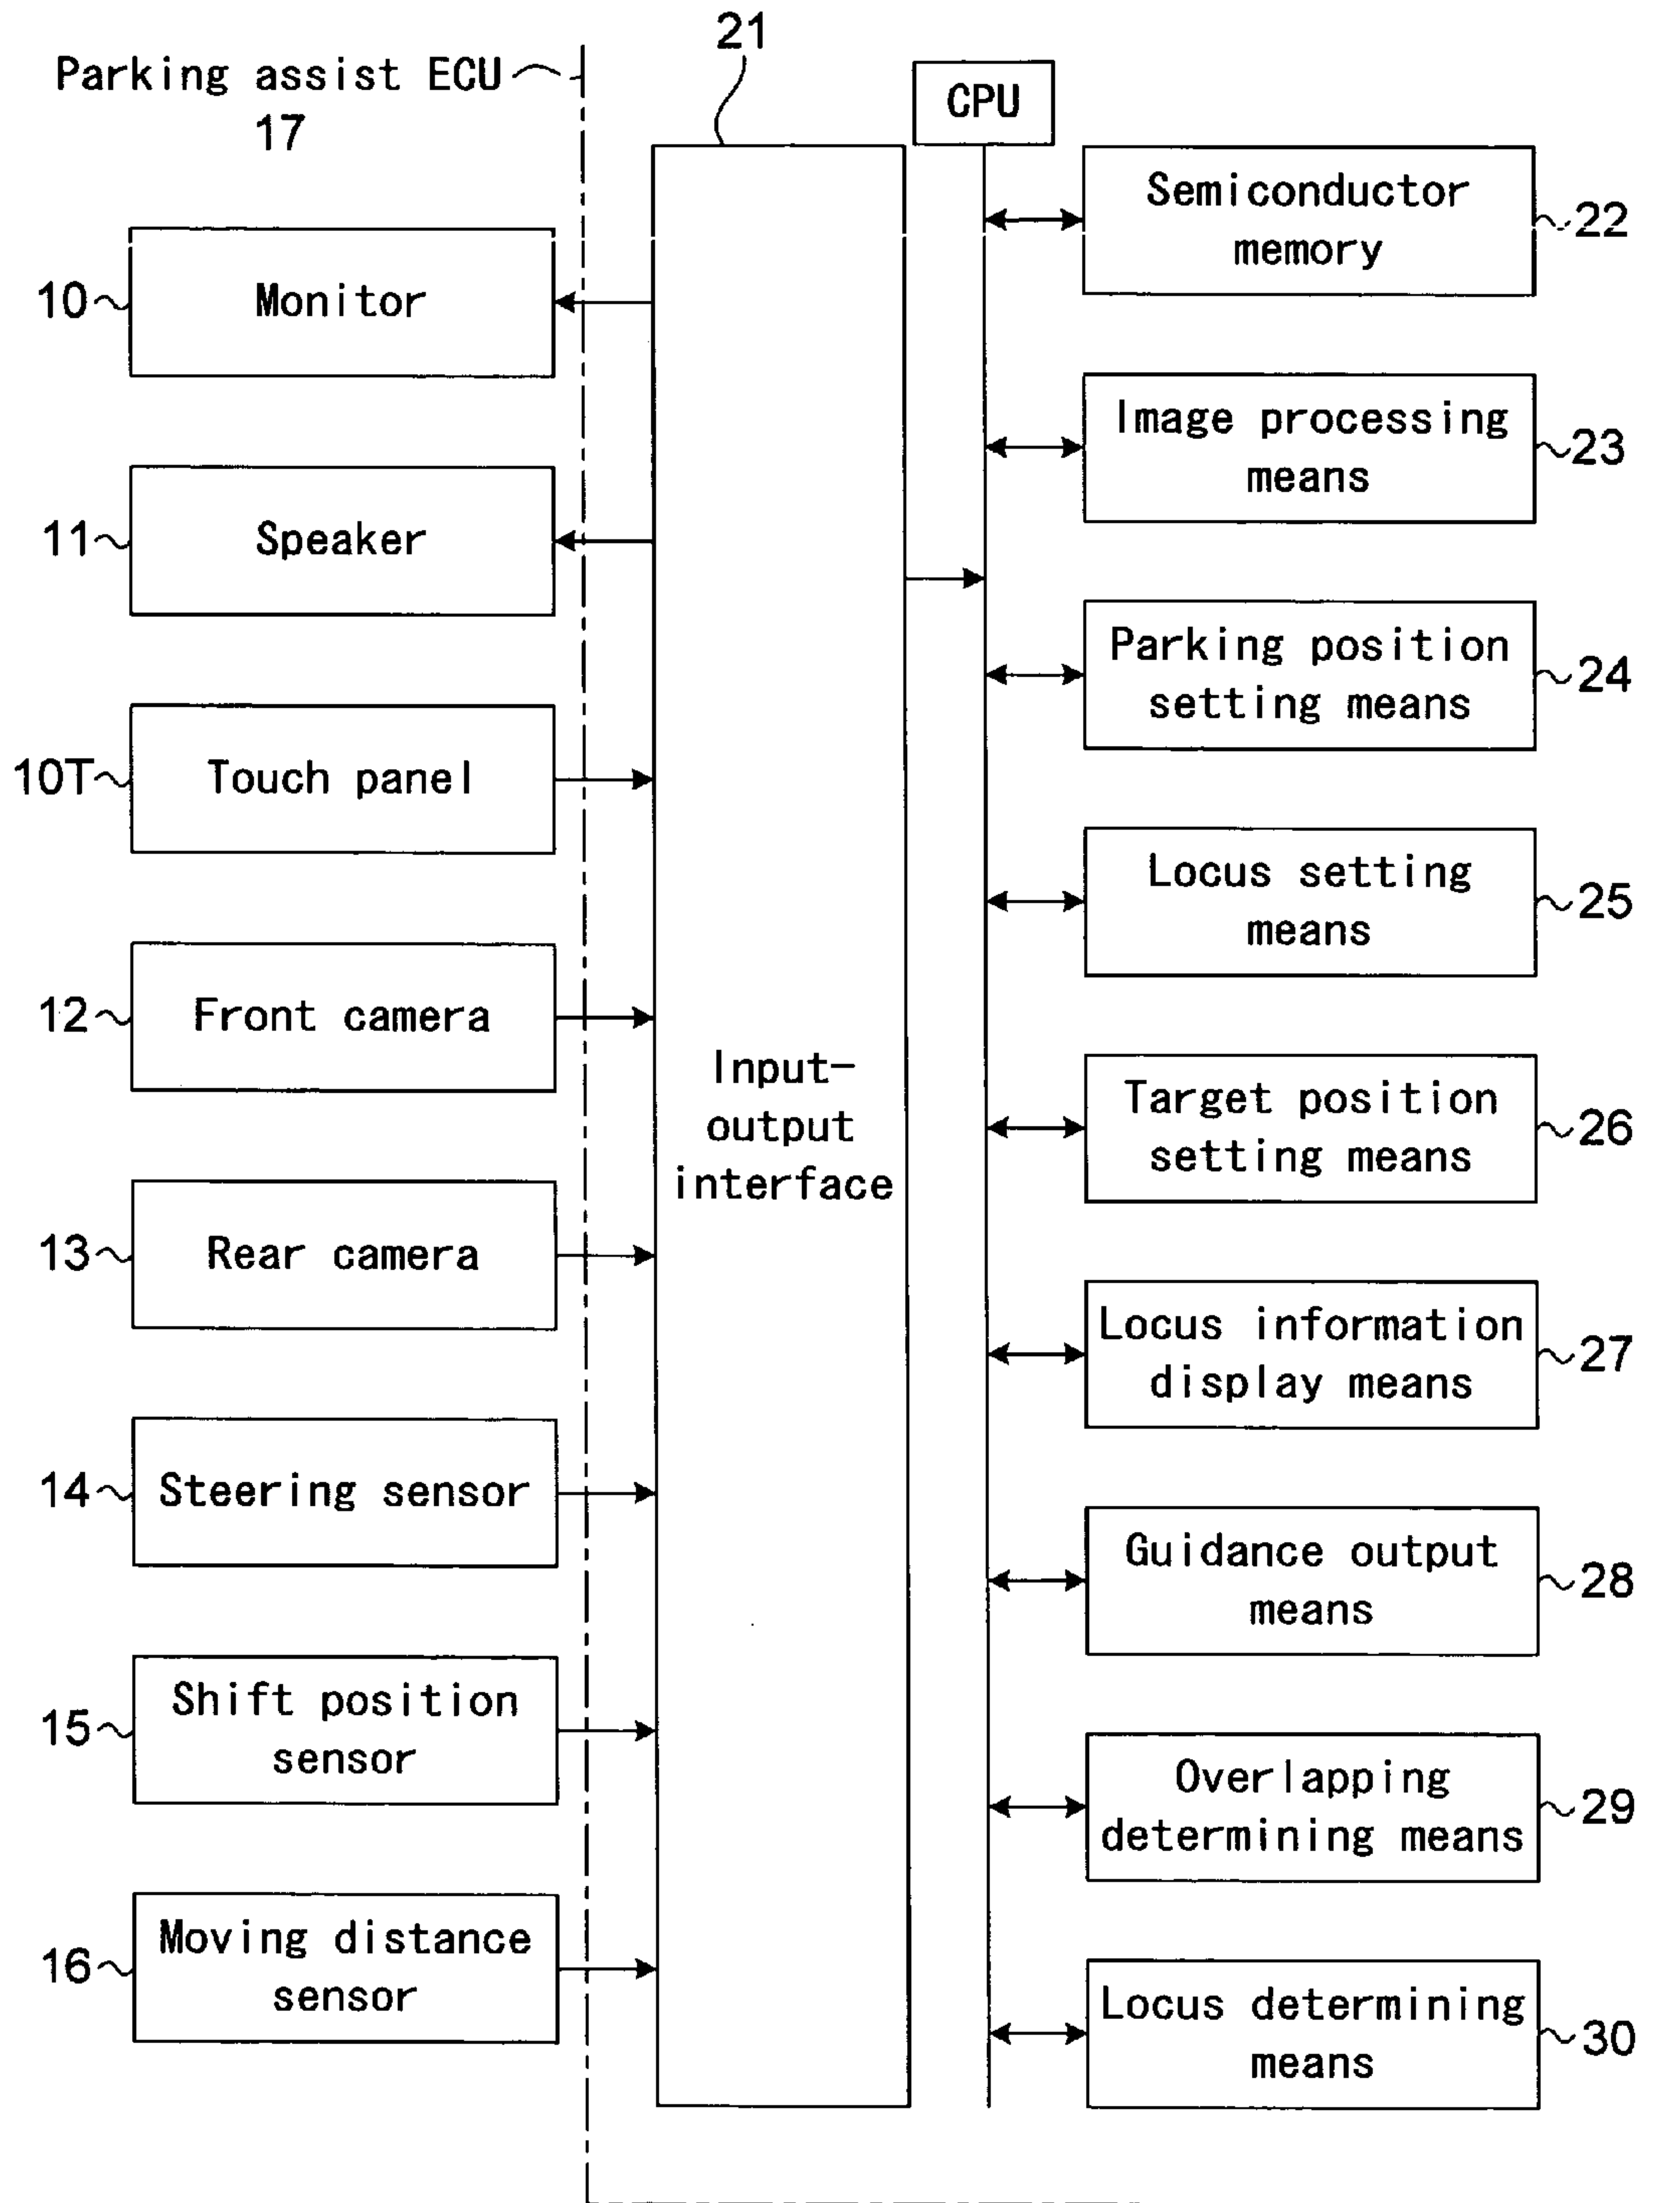 21
Parking assist ECU
17
CPU
10
Monitor
11
Speaker
10T
Touch panel
12
Front camera
13
Rear camera
14
Steering sensor
15
Shift position
sensor
16
Moving distance
sensor
Input-
output
interface
Semiconductor
memory
22
Image processing
means
23
Parking position
setting means
24
Locus setting
means
25
Target position
setting means
26
Locus information
display means
27
Guidance output
means
28
Overlapping
determining means
29
Locus determining
means
30